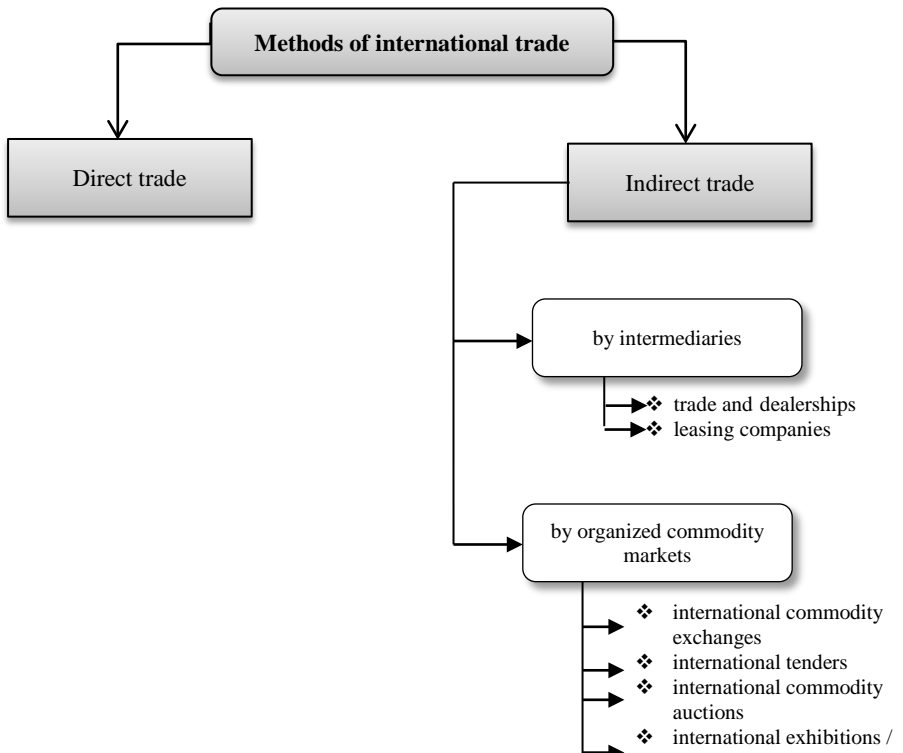 Methods of international trade
Direct trade
Indirect trade
by intermediaries
❖ trade and dealerships
❖ leasing companies
by organized commodity
markets
❖ international commodity
exchanges
❖ international tenders
❖ international commodity
auctions
❖ international exhibitions /